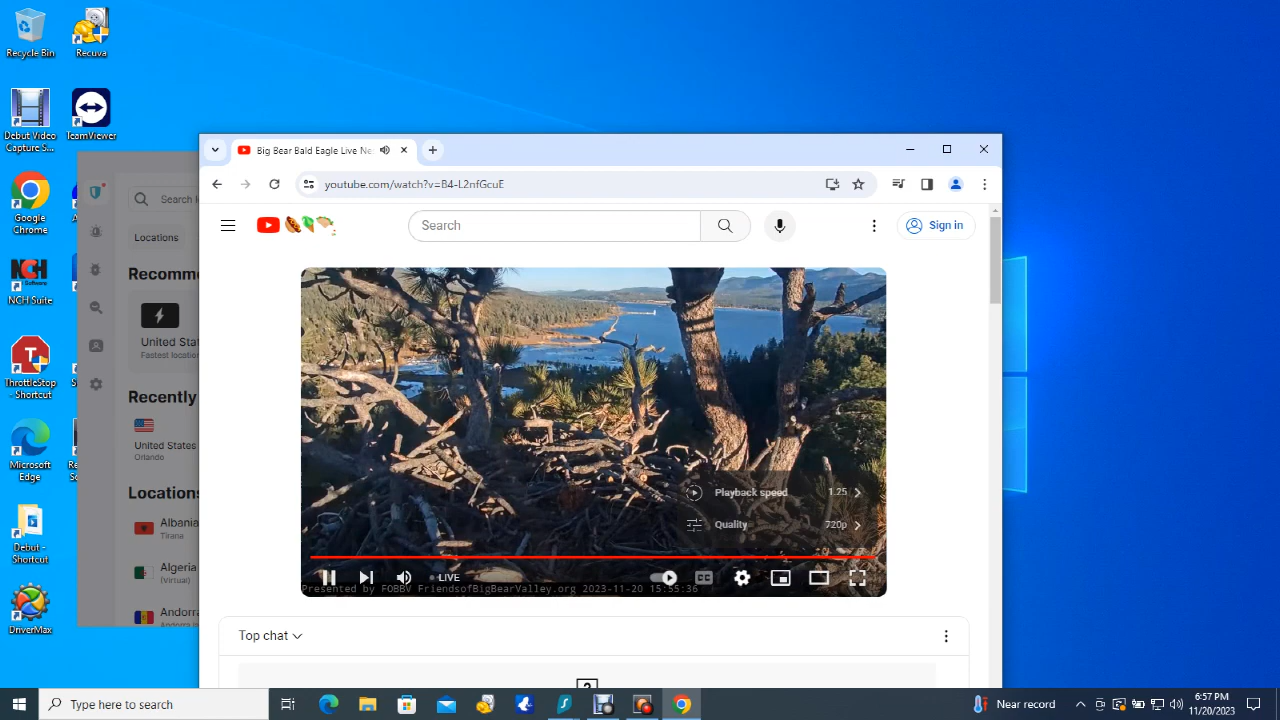 Recycle Bin
Recuva
Debut Video
Capture S...
TeamViewer
Google
Chrome
NCH Suite
ThrottleStop
- Shortcut
Microsoft
Edge
Debut -
Shortcut
DriverMax
Locations
Recomme
United Sta
Fastest locatio
Recently
United States
Orlando
Locations
Albania
Tirana
Algeria
(Virtual)
Andorra
Big Bear Bald Eagle Live Ne
youtube.com/watch?v=B4-L2nfGcuE
Search
Sign in
Playback speed 1.25
Quality 720p
LIVE
CC
Presented by FOBBV FriendsofBigBearValley.org 2023-11-20 15:55:36
Top chat
Type here to search
Near record
6:57 PM
11/20/2023